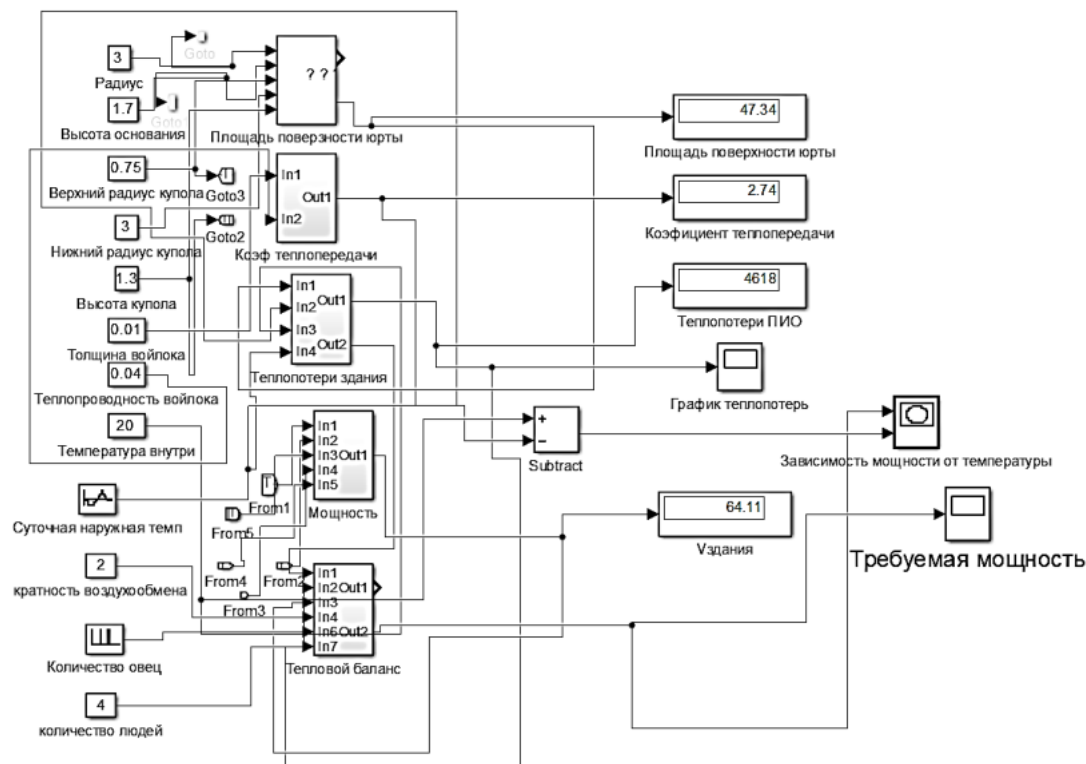 3
Goto
? ?
Радиус
1.7
Goto1
47.34
Высота основания
Площадь поверзности юрты
Площадь поверхности юрты
0.75
Верхний радиус купола
Goto3
In1
Out1
In2
2.74
Коэфициент теплопередачи
3
Goto2
Нижний радиус купола
Коэф теплопередачи
1.3
Высота купола
In1
In2
In3
In4
Out1
Out2
4618
Теплопотери ПИО
0.01
Толщина войлока
0.04
Теплопроводность войлока
Теплопотери здания
График теплопотерь
20
Температура внутри
In1
In2
In3
In4
In5
Out1
+
−
Subtract
Зависимость мощности от температуры
Суточная наружная темп
From1
From5
Мощность
64.11
Vздания
Требуемая мощность
2
кратность воздухообмена
From4
From2
From3
In1
In2
In3
In4
In6
In7
Out1
Out2
Количество овец
Тепловой баланс
4
количество людей